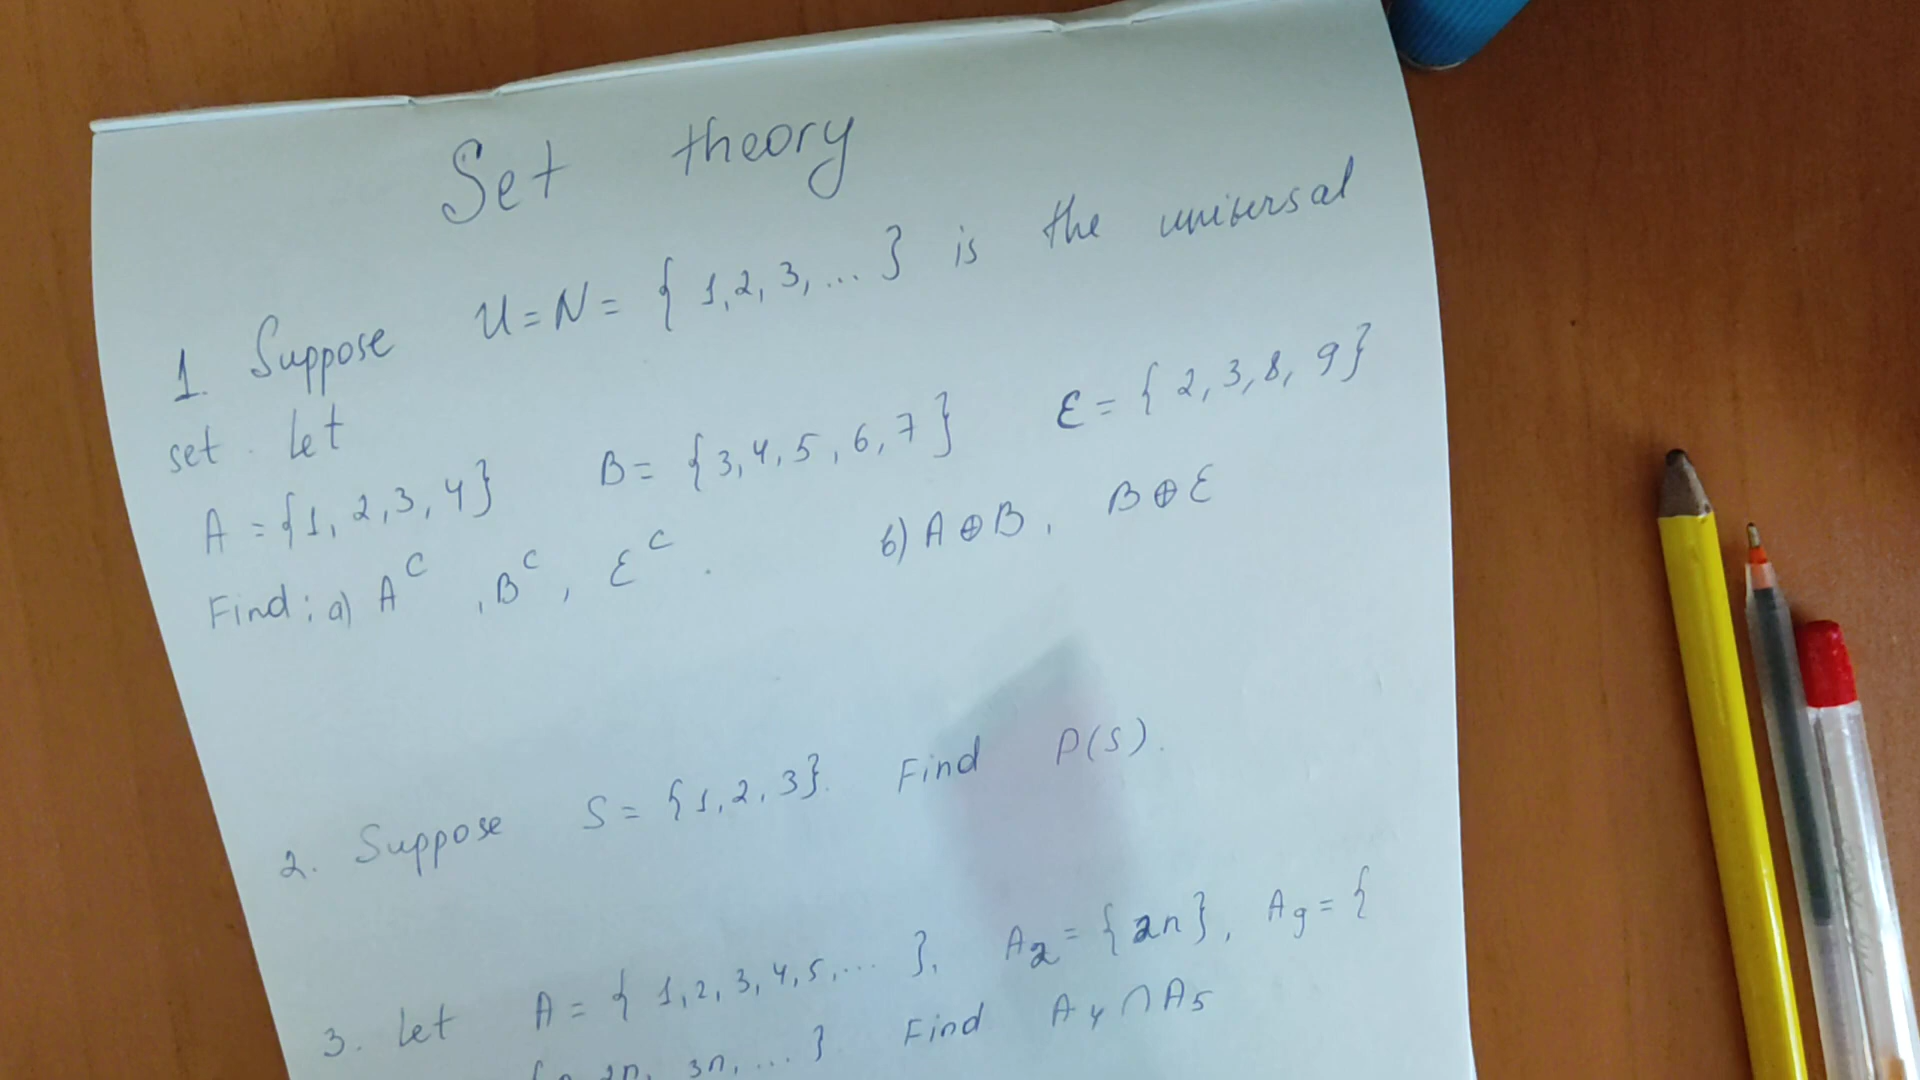 Set theory
1. Suppose U = N = { 1, 2, 3, ... } is the universal
set. Let
A = {1, 2, 3, 4} B = {3, 4, 5, 6, 7} ε = { 2, 3, 8, 9}
Find: a) A^C, B^C, ε^C. b) A ⊕ B, B ⊕ ε
2. Suppose S = {1, 2, 3}. Find P(S).
3. Let A = { 1, 2, 3, 4, 5, ... }, A₂ = {2n}, A₉ = {
2n, 3n, ... } Find A₄ ∩ A₅